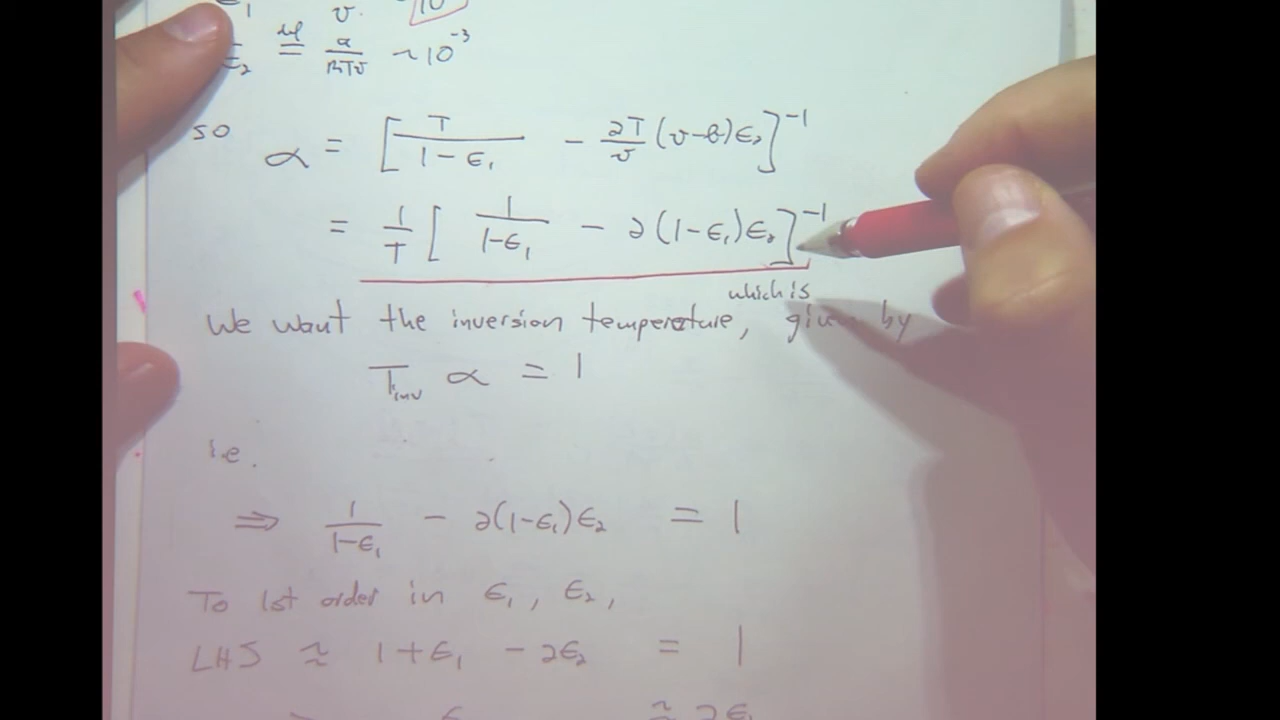 v 10
ϵ₂ ≝ a/RTv ~10⁻³
so α = [T/(1-ϵ₁) - 2T/v (v-b)ϵ₂]⁻¹
= 1/T [1/(1-ϵ₁) - 2(1-ϵ₁)ϵ₂]⁻¹
which is
We want the inversion temperature, given by
T_inv α = 1
i.e.
⇒ 1/(1-ϵ₁) - 2(1-ϵ₁)ϵ₂ = 1
To 1st order in ϵ₁, ϵ₂,
LHS ≈ 1+ϵ₁ - 2ϵ₂ = 1